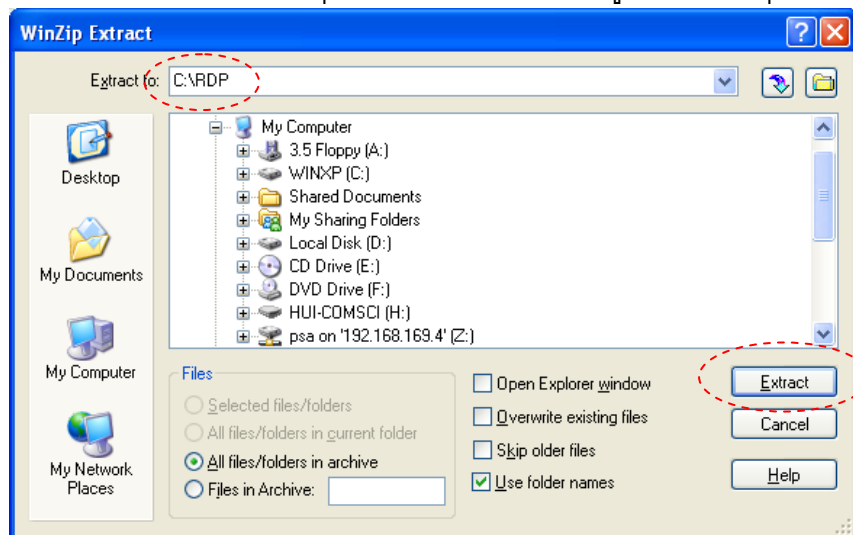 WinZip Extract
Extract to: C:\RDP
My Computer
3.5 Floppy (A:)
WINXP (C:)
Shared Documents
My Sharing Folders
Local Disk (D:)
CD Drive (E:)
DVD Drive (F:)
HUI-COMSCI (H:)
psa on '192.168.169.4' (Z:)
Desktop
My Documents
My Computer
My Network
Places
Files
Selected files/folders
All files/folders in current folder
All files/folders in archive
Files in Archive:
Open Explorer window
Overwrite existing files
Skip older files
Use folder names
Extract
Cancel
Help